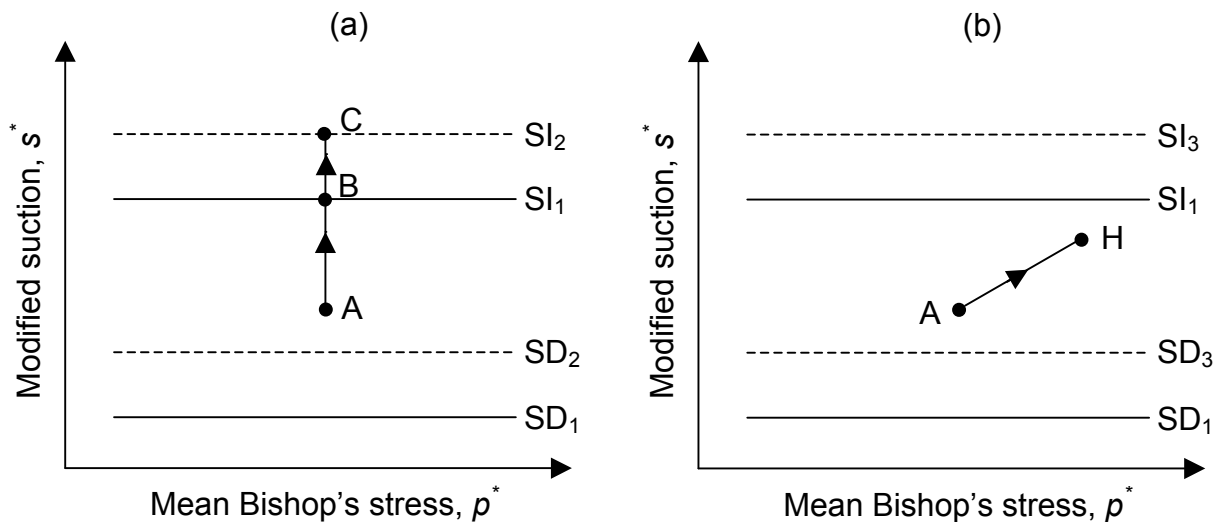 (a)
Modified suction, s*
C
SI₂
B
SI₁
A
SD₂
SD₁
Mean Bishop’s stress, p*
(b)
Modified suction, s*
SI₃
SI₁
H
A
SD₃
SD₁
Mean Bishop’s stress, p*